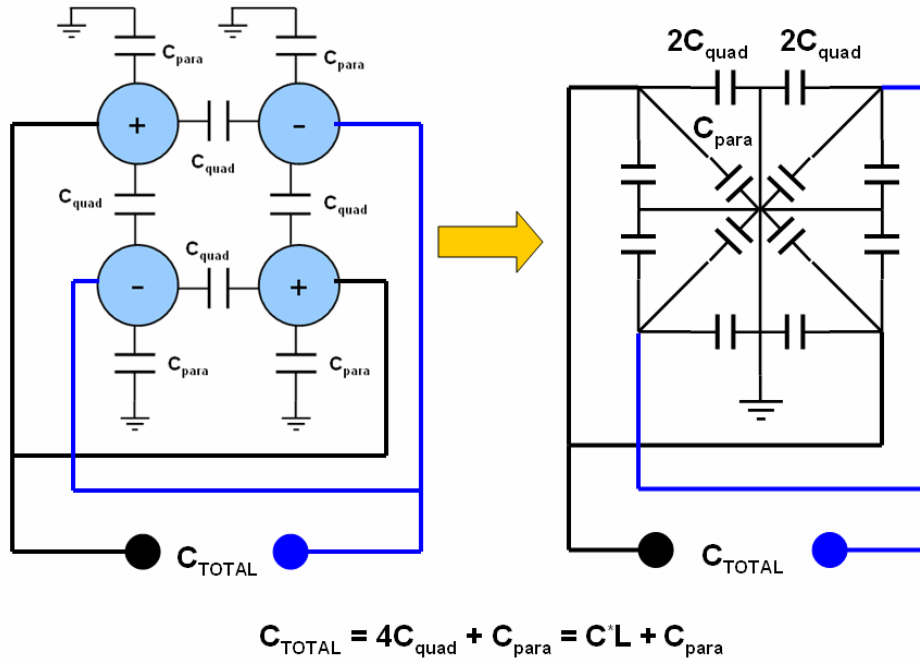 C_para
C_para
+
-
C_quad
C_quad
C_quad
C_quad
-
+
C_para
C_para
C_TOTAL
2C_quad 2C_quad
C_para
C_TOTAL
C_TOTAL = 4C_quad + C_para = C*L + C_para